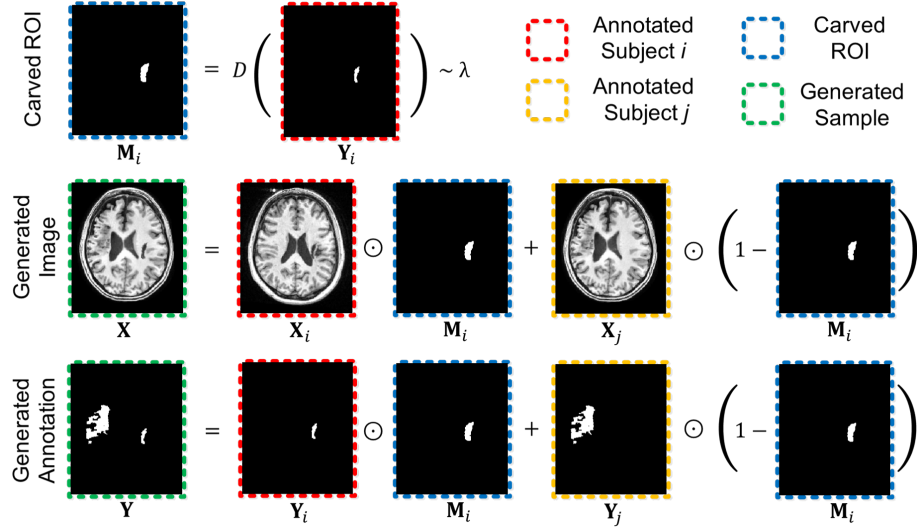 Carved ROI
= D ( ) ~ λ
M_i
Y_i
Annotated
Subject i
Carved
ROI
Annotated
Subject j
Generated
Sample
Generated
Image
= ⊙ + ⊙ ( 1 − )
X
X_i
M_i
X_j
M_i
Generated
Annotation
= ⊙ + ⊙ ( 1 − )
Y
Y_i
M_i
Y_j
M_i